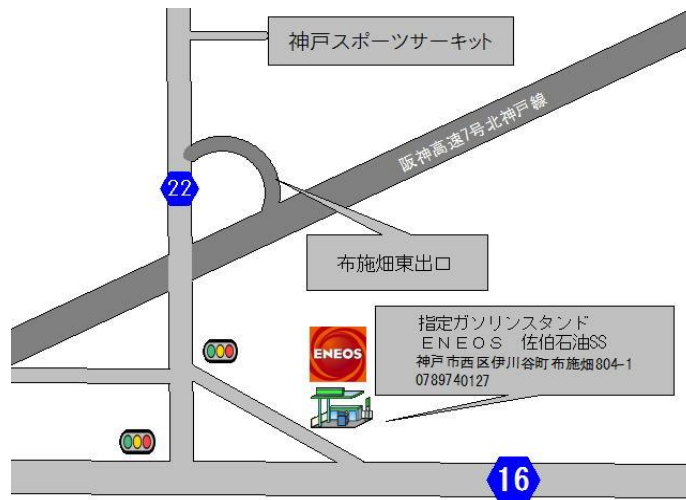 神戸スポーツサーキット
阪神高速7号北神戸線
22
布施畑東出口
指定ガソリンスタンド
ENEOS 佐伯石油SS
神戸市西区伊川谷町布施畑804-1
0789740127
ENEOS
16